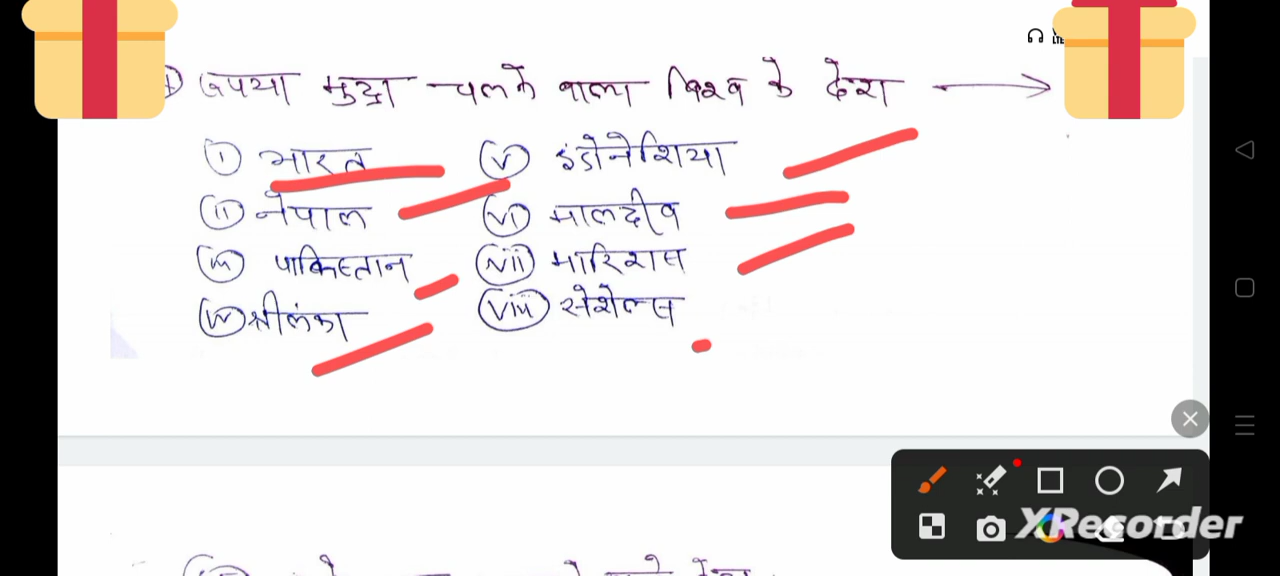 रुपया मुद्रा चलने वाला विश्व के देश →
(i) भारत
(ii) नेपाल
(iii) पाकिस्तान
(iv) श्रीलंका
(v) इंडोनेशिया
(vi) मालदीव
(vii) मारिशस
(viii) सेशेल्स
XRecorder